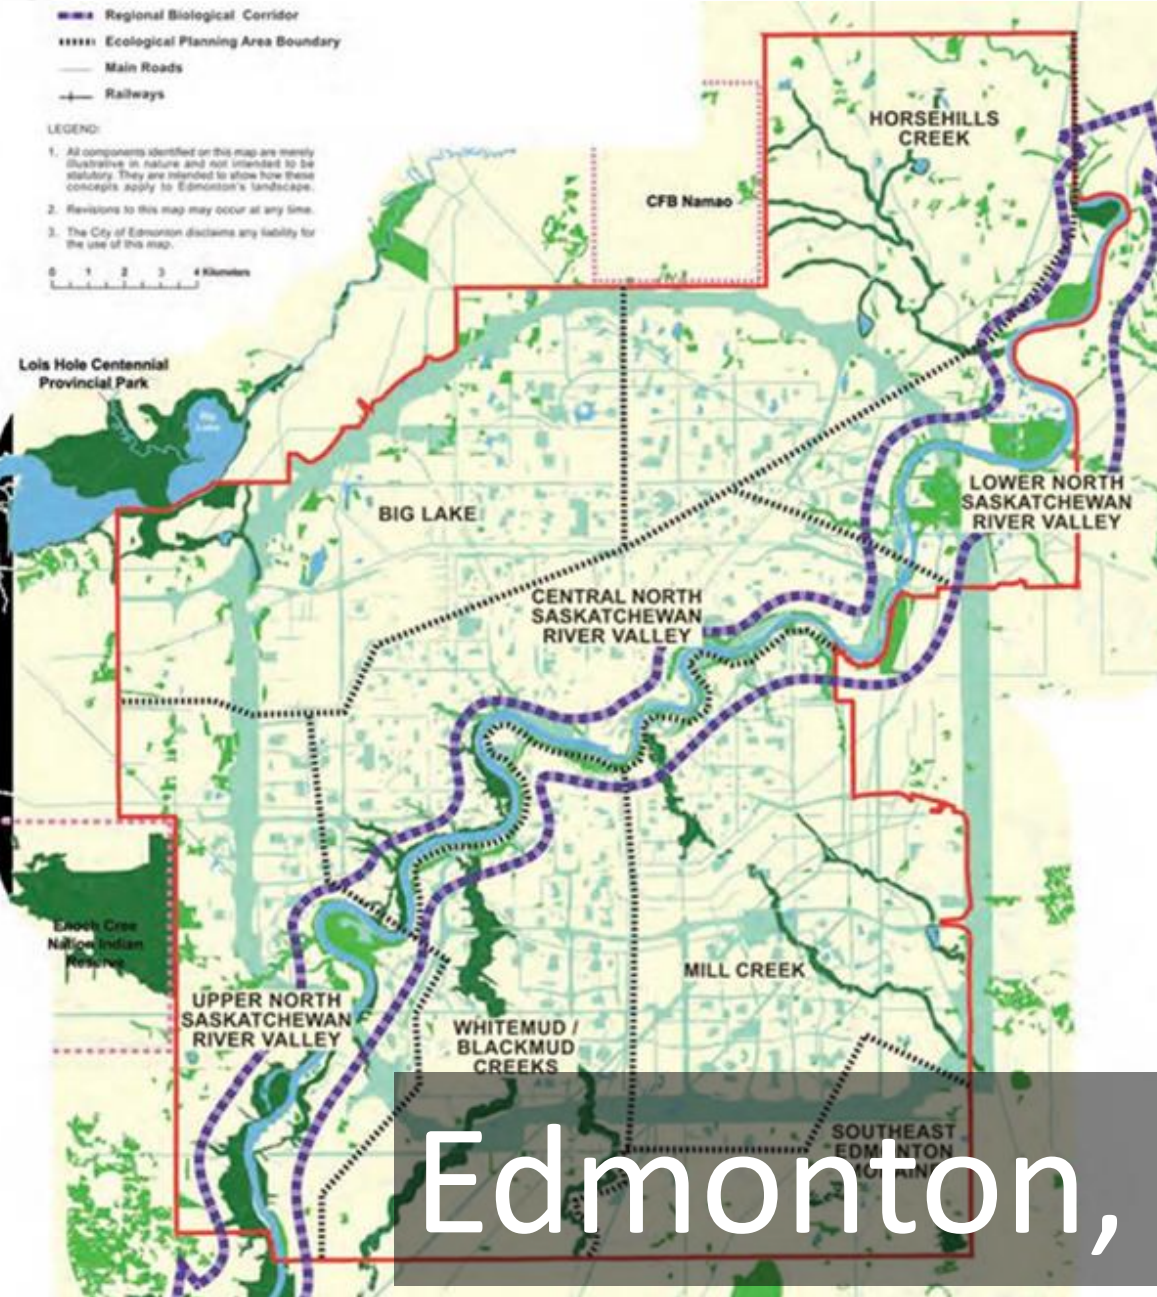 Regional Biological Corridor
Ecological Planning Area Boundary
Main Roads
Railways
LEGEND:
1. All components identified on this map are merely
illustrative in nature and not intended to be
statutory. They are intended to show how these
concepts apply to Edmonton's landscape.
2. Revisions to this map may occur at any time.
3. The City of Edmonton disclaims any liability for
the use of this map.
0 1 2 3 4 Kilometers
HORSEHILLS
CREEK
CFB Namao
Lois Hole Centennial
Provincial Park
Big
Lake
BIG LAKE
LOWER NORTH
SASKATCHEWAN
RIVER VALLEY
CENTRAL NORTH
SASKATCHEWAN
RIVER VALLEY
Enoch Cree
Nation Indian
Reserve
MILL CREEK
UPPER NORTH
SASKATCHEWAN
RIVER VALLEY
WHITEMUD /
BLACKMUD
CREEKS
SOUTHEAST
EDMONTON
MORAINE
Edmonton,